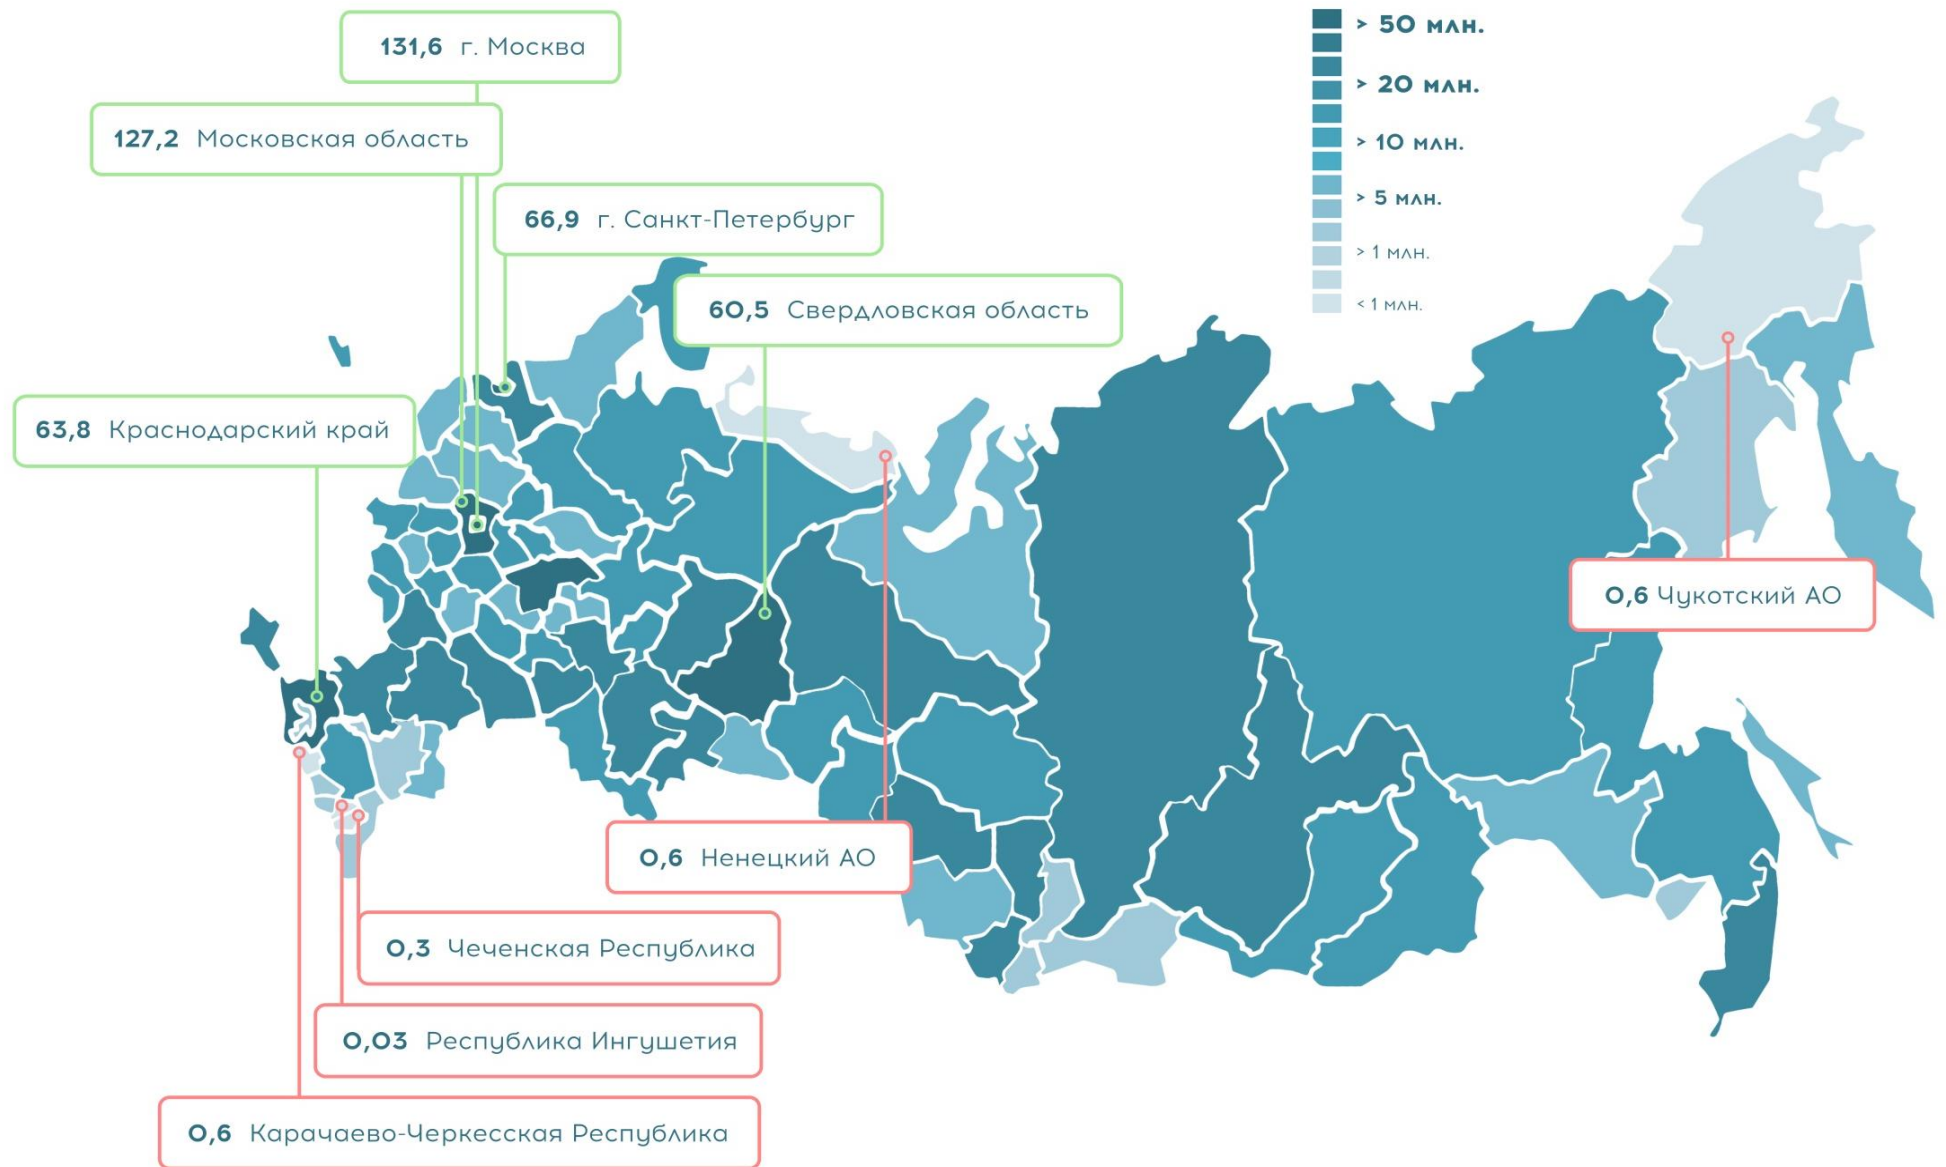 131,6 г. Москва
127,2 Московская область
66,9 г. Санкт-Петербург
60,5 Свердловская область
63,8 Краснодарский край
> 50 млн.
> 20 млн.
> 10 млн.
> 5 млн.
> 1 млн.
< 1 млн.
0,6 Чукотский АО
0,6 Ненецкий АО
0,3 Чеченская Республика
0,03 Республика Ингушетия
0,6 Карачаево-Черкесская Республика